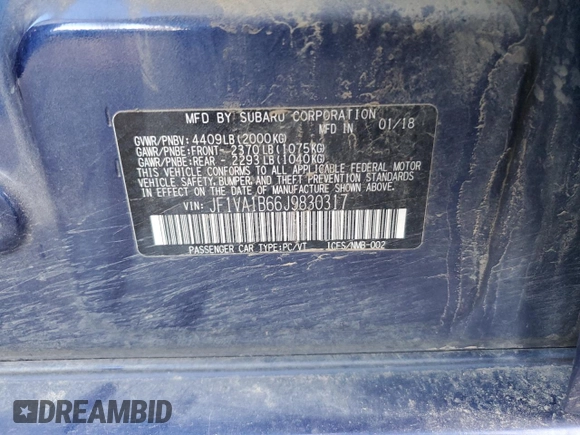 MFD BY SUBARU CORPORATION
01/18
GVWR/PNBV: 4409LB(2000KG)
GAWR/PNBE:FRONT- 2370LB(1075KG)
GAWR/PNBE:REAR - 2293LB(1040KG)
THIS VEHICLE CONFORMS TO ALL APPLICABLE FEDERAL MOTOR
VEHICLE SAFETY, BUMPER, AND THEFT PREVENTION STANDARDS
IN EFFECT ON THE DATE OF MANUFACTURE SHOWN ABOVE.
VIN: JF1VA1B66J9830317
PASSENGER CAR TYPE:PC/VT ICES/NMB-002
DREAMBID